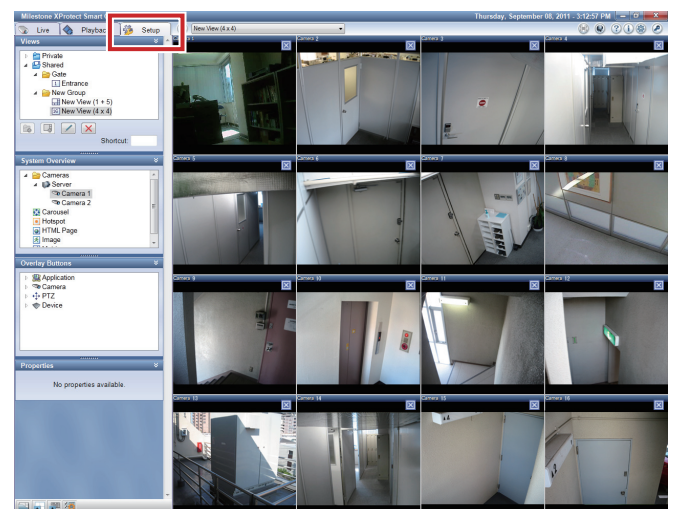 Milestone XProtect Smart
Thursday, September 08, 2011 - 3:12:57 PM
Live
Playbac
Setup
New View (4 x 4)
Views
Private
Shared
Gate
Entrance
New Group
New View (1 + 5)
New View (4 x 4)
Shortcut:
System Overview
Cameras
Server
Camera 1
Camera 2
Carousel
Hotspot
HTML Page
Image
Overlay Buttons
Application
Camera
PTZ
Device
Properties
No properties available.
Camera 2
Camera 3
Camera 4
Camera 5
Camera 6
Camera 7
Camera 8
Camera 9
Camera 10
Camera 11
Camera 12
Camera 13
Camera 14
Camera 15
Camera 16